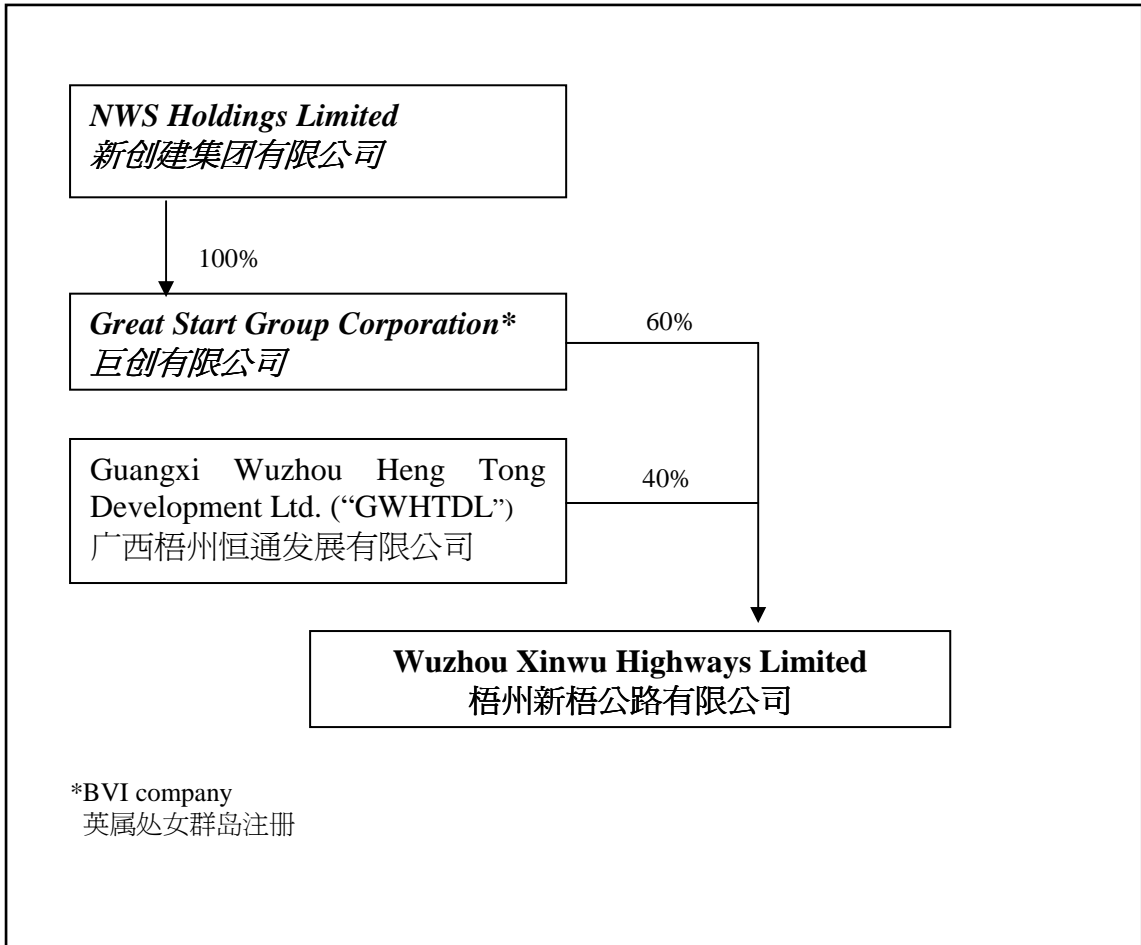 NWS Holdings Limited
新创建集团有限公司
100%
Great Start Group Corporation*
巨创有限公司
60%
Guangxi Wuzhou Heng Tong
Development Ltd. (“GWHTDL”)
广西梧州恒通发展有限公司
40%
Wuzhou Xinwu Highways Limited
梧州新梧公路有限公司
*BVI company
英属处女群岛注册